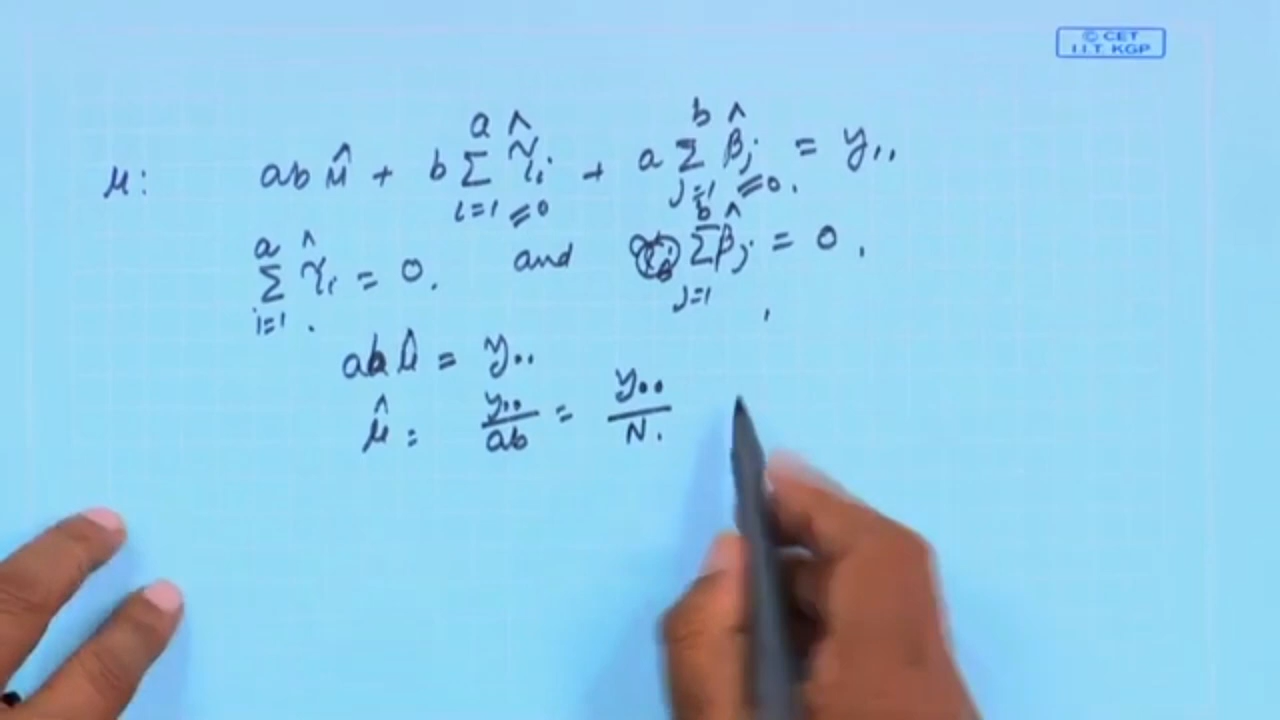 © CET
I.I.T. KGP
μ: ab μ̂ + b Σ_{i=1}^{a} τ̂_i + a Σ_{j=1}^{b} β̂_j = y..
=0 =0.
Σ_{i=1}^{a} τ̂_i = 0. and Σ_{j=1}^{b} β̂_j = 0,
ab μ̂ = y..
μ̂ = y../ab = y../N.